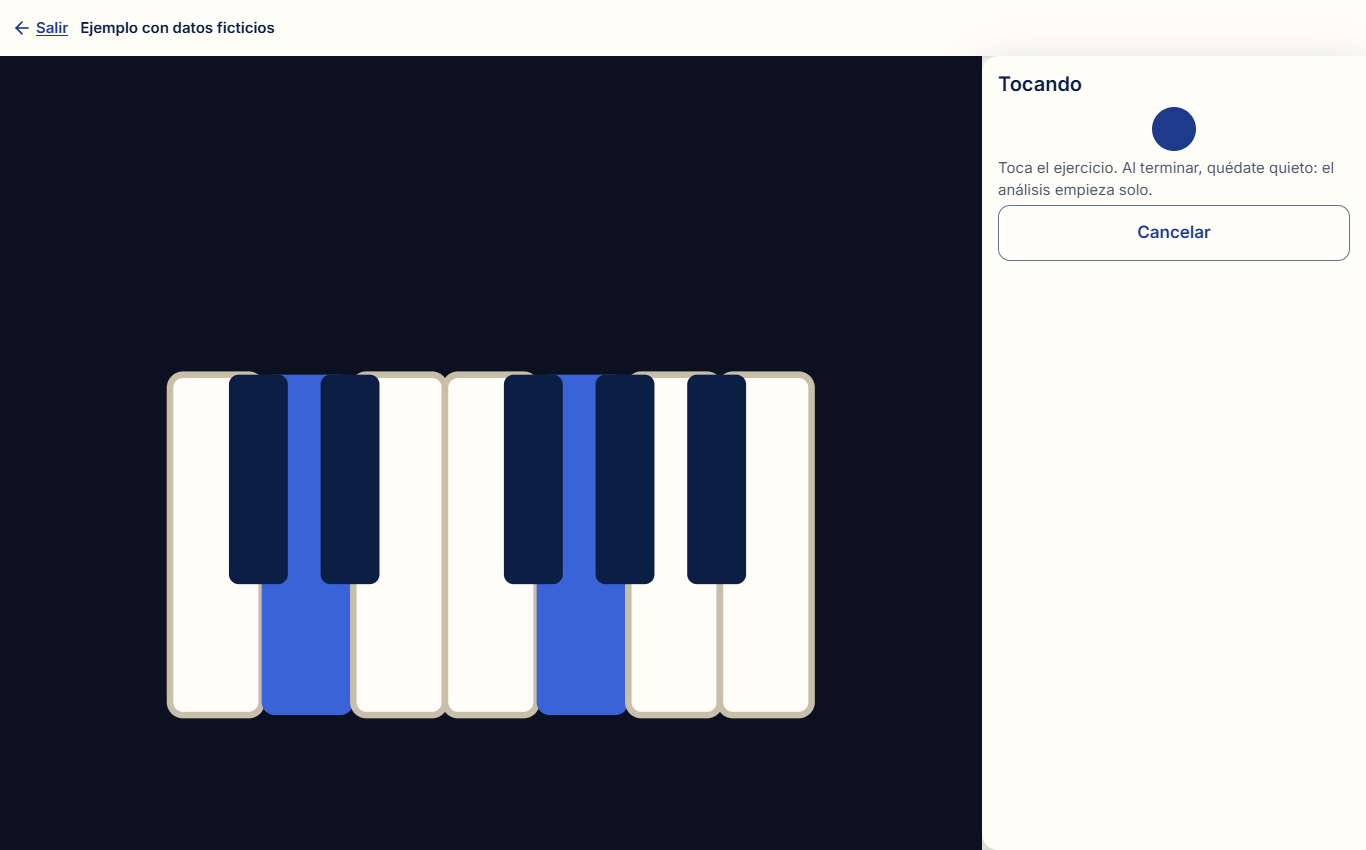 Salir Ejemplo con datos ficticios
Tocando
Toca el ejercicio. Al terminar, quédate quieto: el
análisis empieza solo.
Cancelar